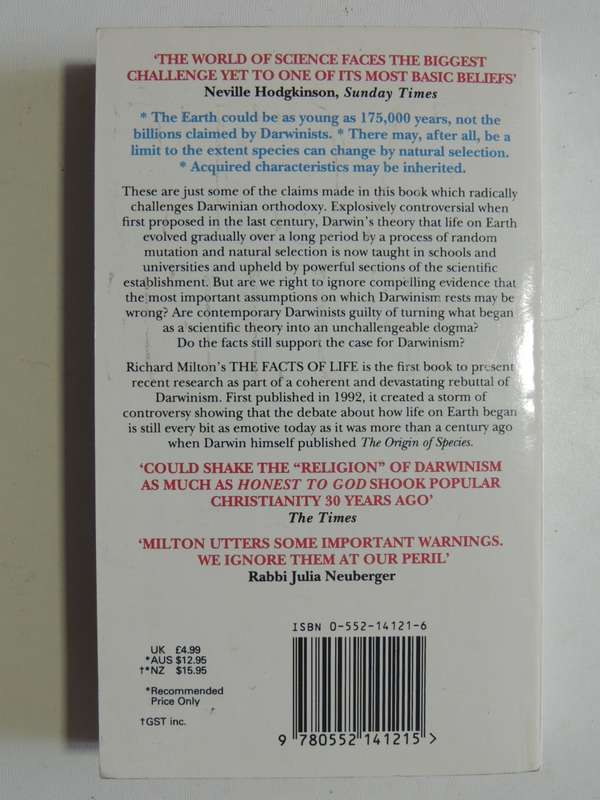 ‘THE WORLD OF SCIENCE FACES THE BIGGEST
CHALLENGE YET TO ONE OF ITS MOST BASIC BELIEFS’
Neville Hodgkinson, Sunday Times
* The Earth could be as young as 175,000 years, not the
billions claimed by Darwinists. * There may, after all, be a
limit to the extent species can change by natural selection.
* Acquired characteristics may be inherited.
These are just some of the claims made in this book which radically
challenges Darwinian orthodoxy. Explosively controversial when
first proposed in the last century, Darwin’s theory that life on Earth
evolved gradually over a long period by a process of random
mutation and natural selection is now taught in schools and
universities and upheld by powerful sections of the scientific
establishment. But are we right to ignore compelling evidence that
the most important assumptions on which Darwinism rests may be
wrong? Are contemporary Darwinists guilty of turning what began
as a scientific theory into an unchallengeable dogma?
Do the facts still support the case for Darwinism?
Richard Milton’s THE FACTS OF LIFE is the first book to present
recent research as part of a coherent and devastating rebuttal of
Darwinism. First published in 1992, it created a storm of
controversy showing that the debate about how life on Earth began
is still every bit as emotive today as it was more than a century ago
when Darwin himself published The Origin of Species.
‘COULD SHAKE THE “RELIGION” OF DARWINISM
AS MUCH AS HONEST TO GOD SHOOK POPULAR
CHRISTIANITY 30 YEARS AGO’
The Times
‘MILTON UTTERS SOME IMPORTANT WARNINGS.
WE IGNORE THEM AT OUR PERIL’
Rabbi Julia Neuberger
ISBN 0-552-14121-6
UK £4.99
*AUS $12.95
†*NZ $15.95
*Recommended
Price Only
†GST inc.
9 780552 141215 >